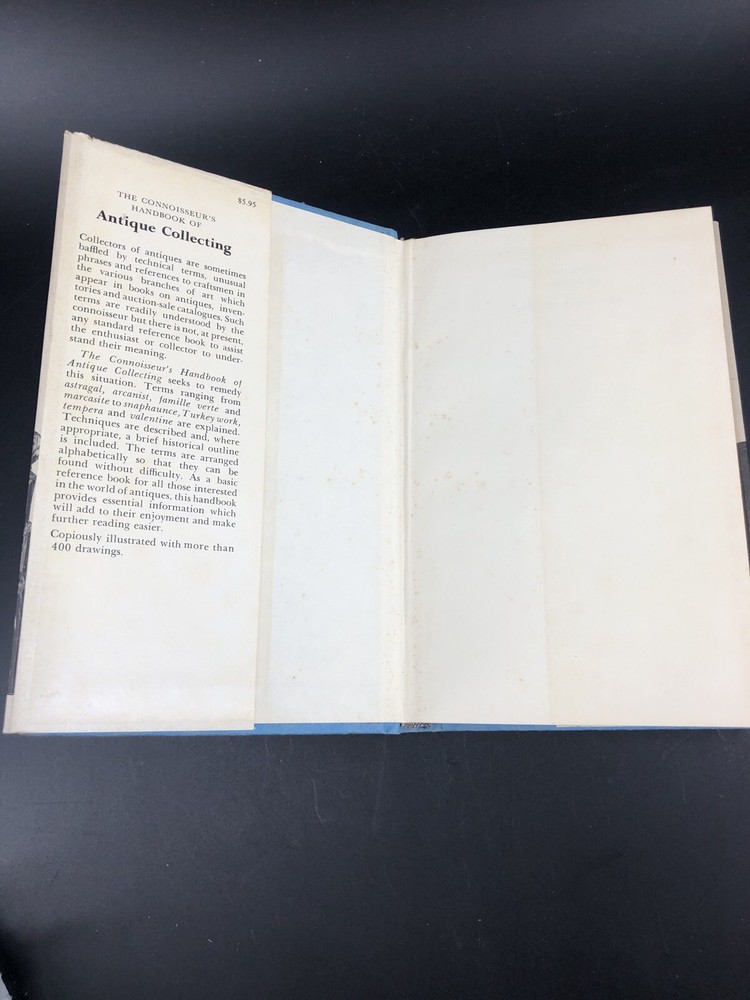 $5.95
THE CONNOISSEUR'S
HANDBOOK OF
Antique Collecting
Collectors of antiques are sometimes
baffled by technical terms, unusual
phrases and references to craftsmen in
the various branches of art which
appear in books on antiques, inven-
tories and auction-sale catalogues. Such
terms are readily understood by the
connoisseur but there is not, at present,
any standard reference book to assist
the enthusiast or collector to under-
stand their meaning.
The Connoisseur's Handbook of
Antique Collecting seeks to remedy
this situation. Terms ranging from
astragal, arcanist, famille verte and
marcasite to snaphaunce, Turkey work,
tempera and valentine are explained.
Techniques are described and, where
appropriate, a brief historical outline
is included. The terms are arranged
alphabetically so that they can be
found without difficulty. As a basic
reference book for all those interested
in the world of antiques, this handbook
provides essential information which
will add to their enjoyment and make
further reading easier.
Copiously illustrated with more than
400 drawings.